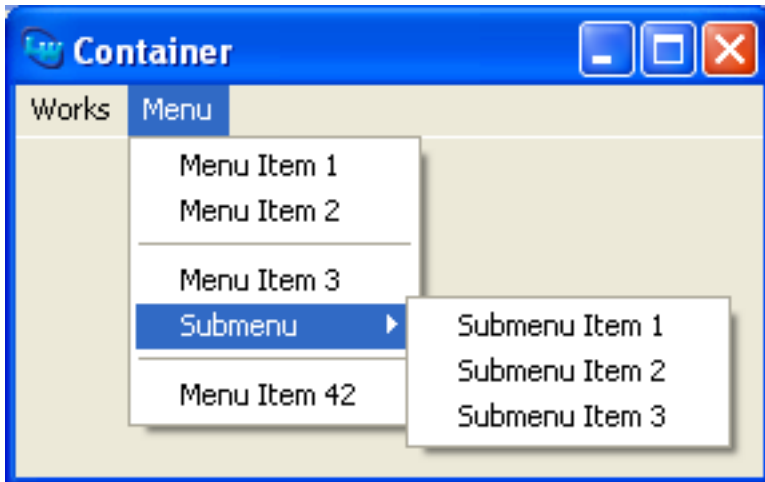 Container
Works Menu
Menu Item 1
Menu Item 2
Menu Item 3
Submenu
Menu Item 42
Submenu Item 1
Submenu Item 2
Submenu Item 3